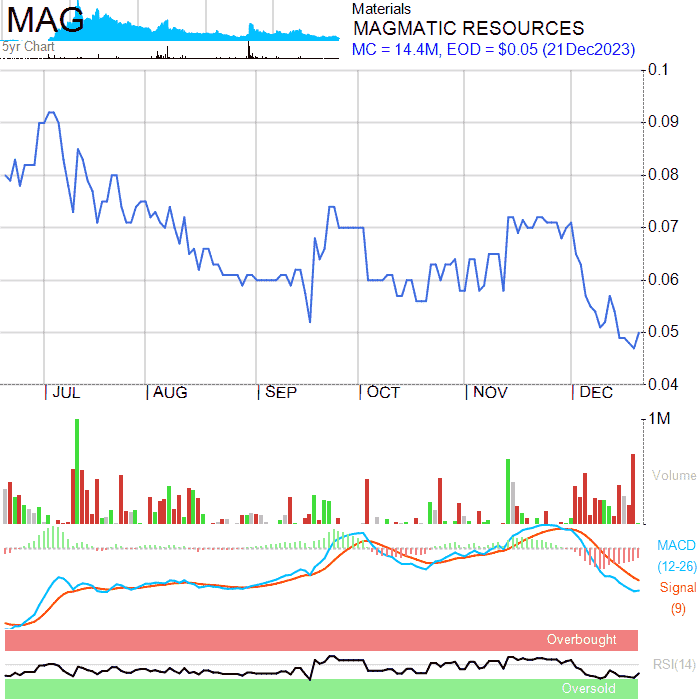 MAG
5yr Chart
Materials
MAGMATIC RESOURCES
MC = 14.4M, EOD = $0.05 (21Dec2023)
0.1
0.09
0.08
0.07
0.06
0.05
0.04
JUL AUG SEP OCT NOV DEC
1M
Volume
MACD
(12-26)
Signal
(9)
Overbought
RSI(14)
Oversold